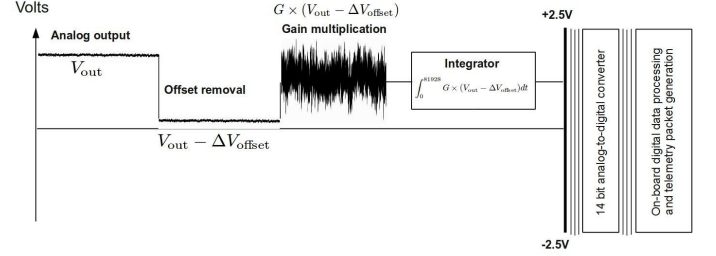 Volts
Analog output
V_out
Offset removal
V_out − ΔV_offset
G × (V_out − ΔV_offset)
Gain multiplication
Integrator
∫_0^81928 G × (V_out − ΔV_offset)dt
+2.5V
-2.5V
14 bit analog-to-digital converter
On-board digital data processing
and telemetry packet generation